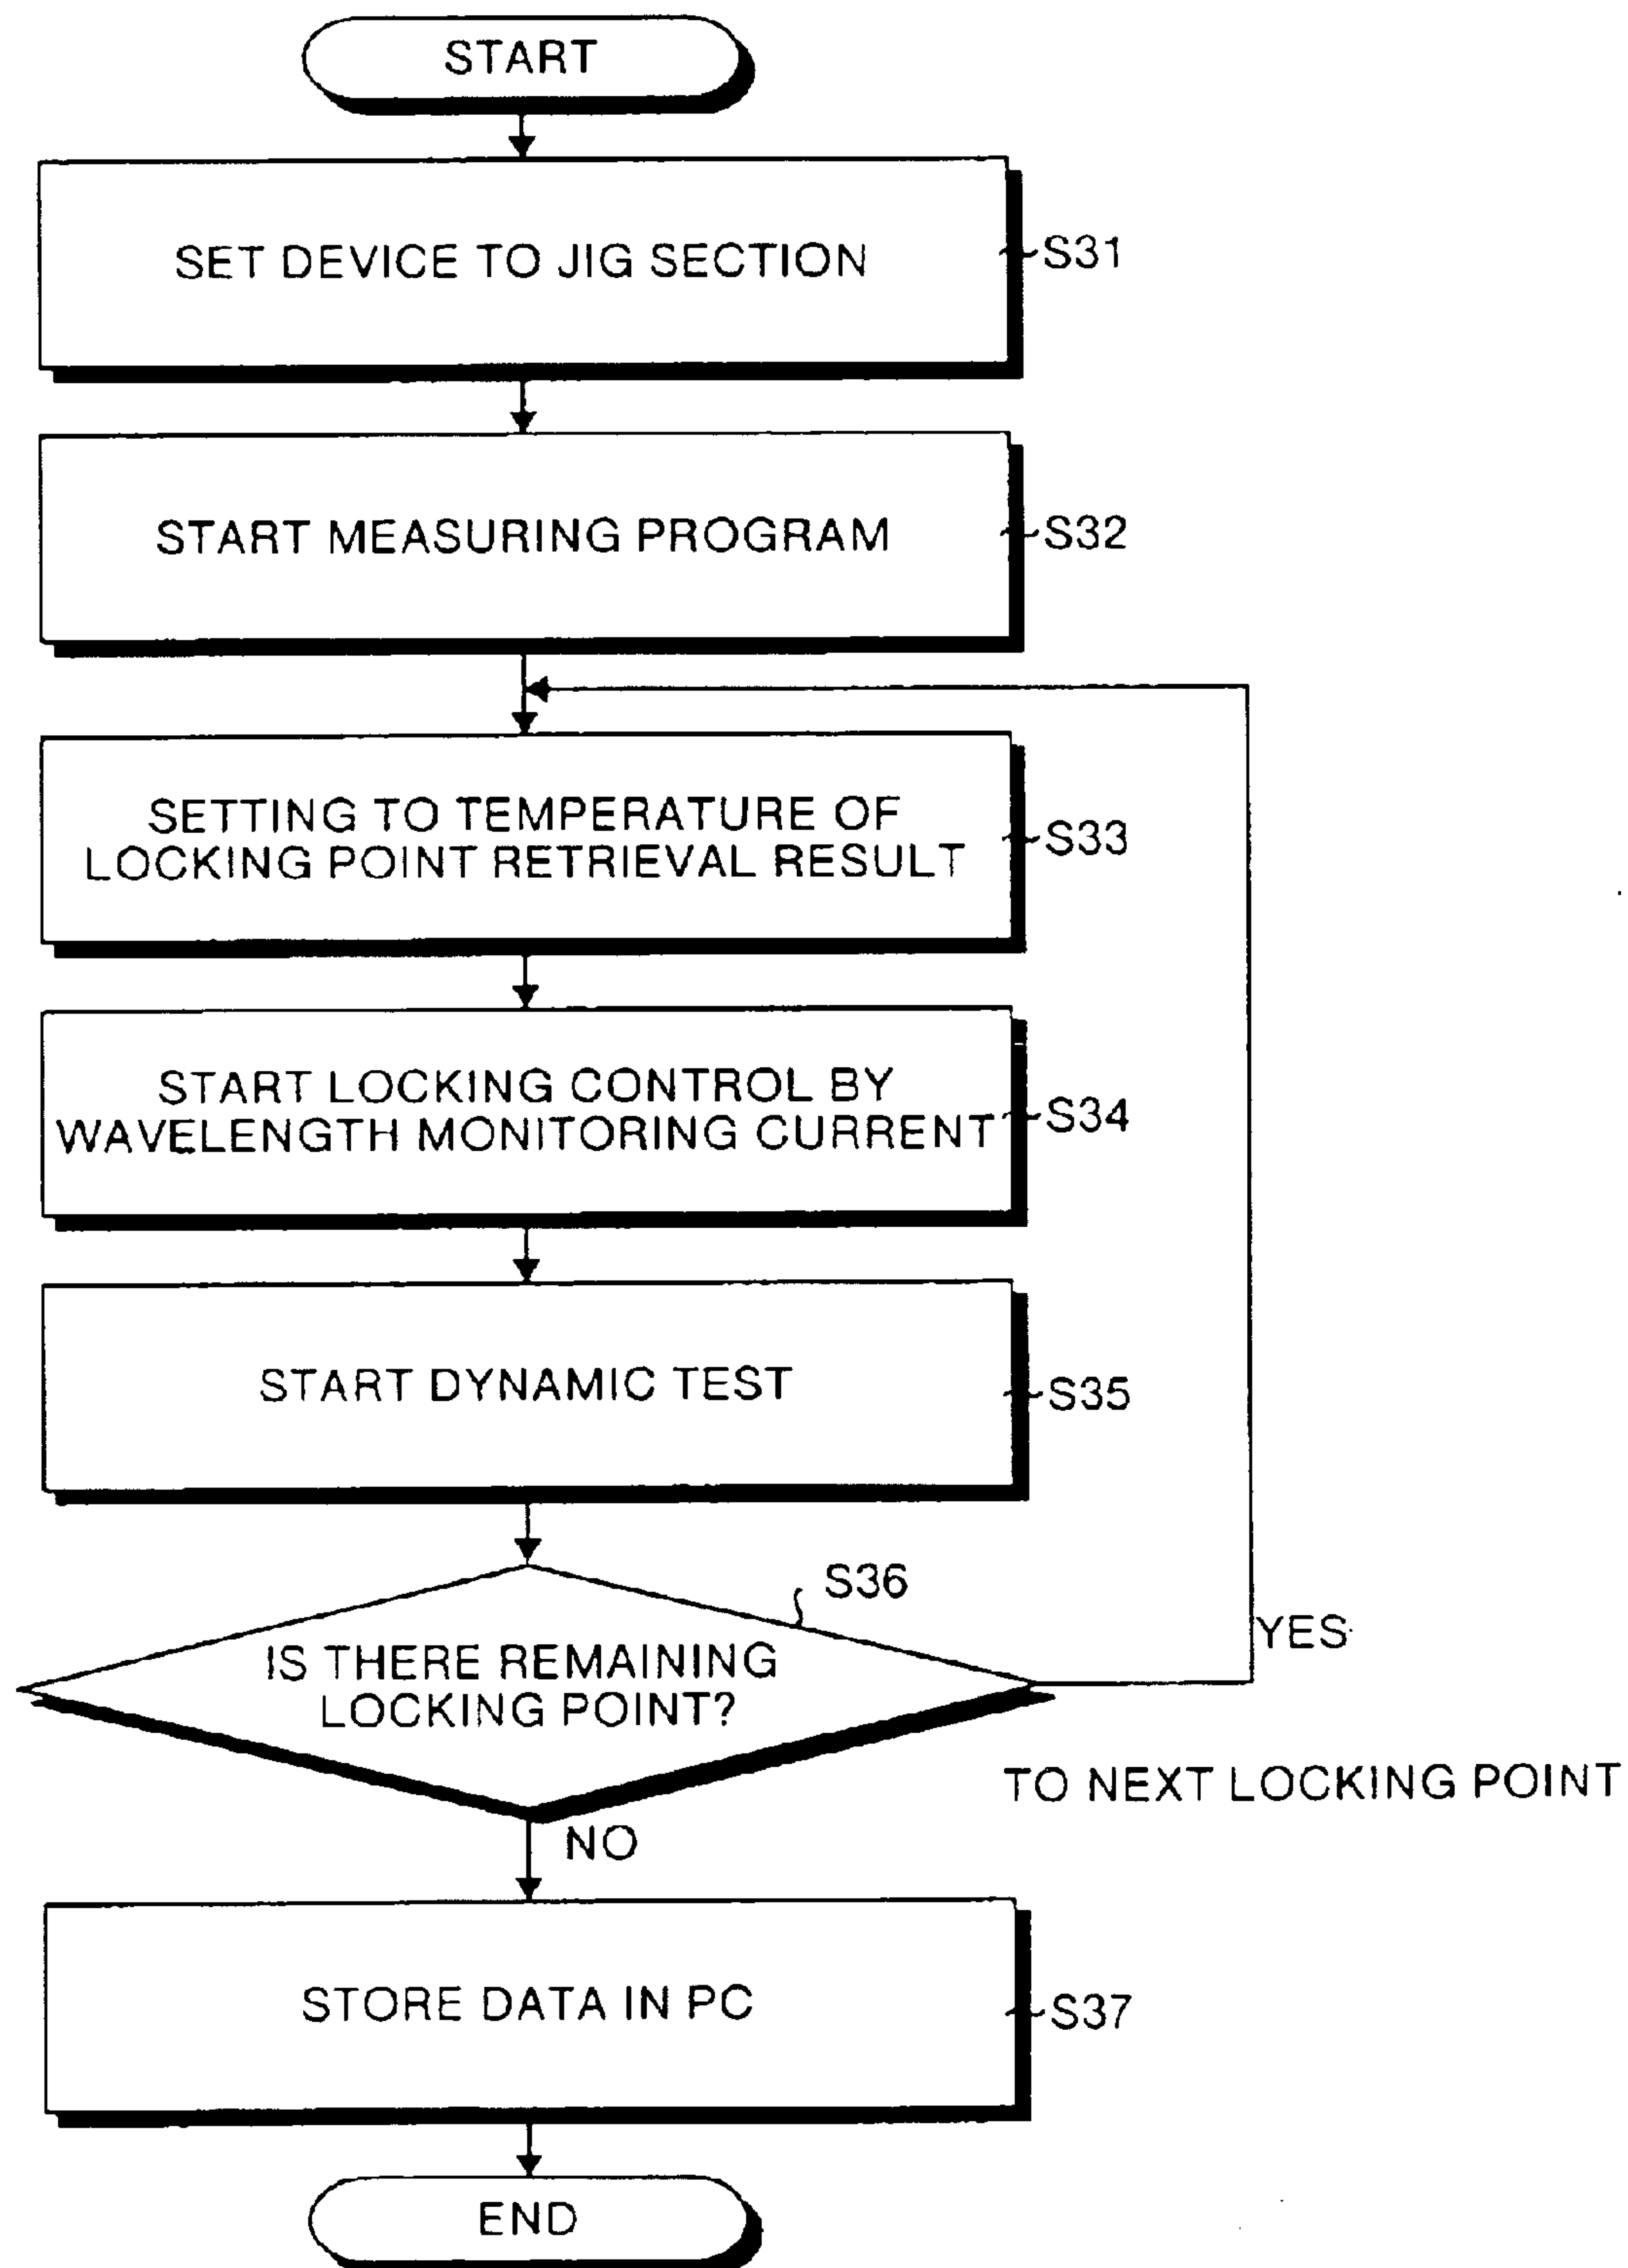 START
SET DEVICE TO JIG SECTION
S31
START MEASURING PROGRAM
S32
SETTING TO TEMPERATURE OF
LOCKING POINT RETRIEVAL RESULT
S33
START LOCKING CONTROL BY
WAVELENGTH MONITORING CURRENT
S34
START DYNAMIC TEST
S35
S36
IS THERE REMAINING
LOCKING POINT?
YES
TO NEXT LOCKING POINT
NO
STORE DATA IN PC
S37
END